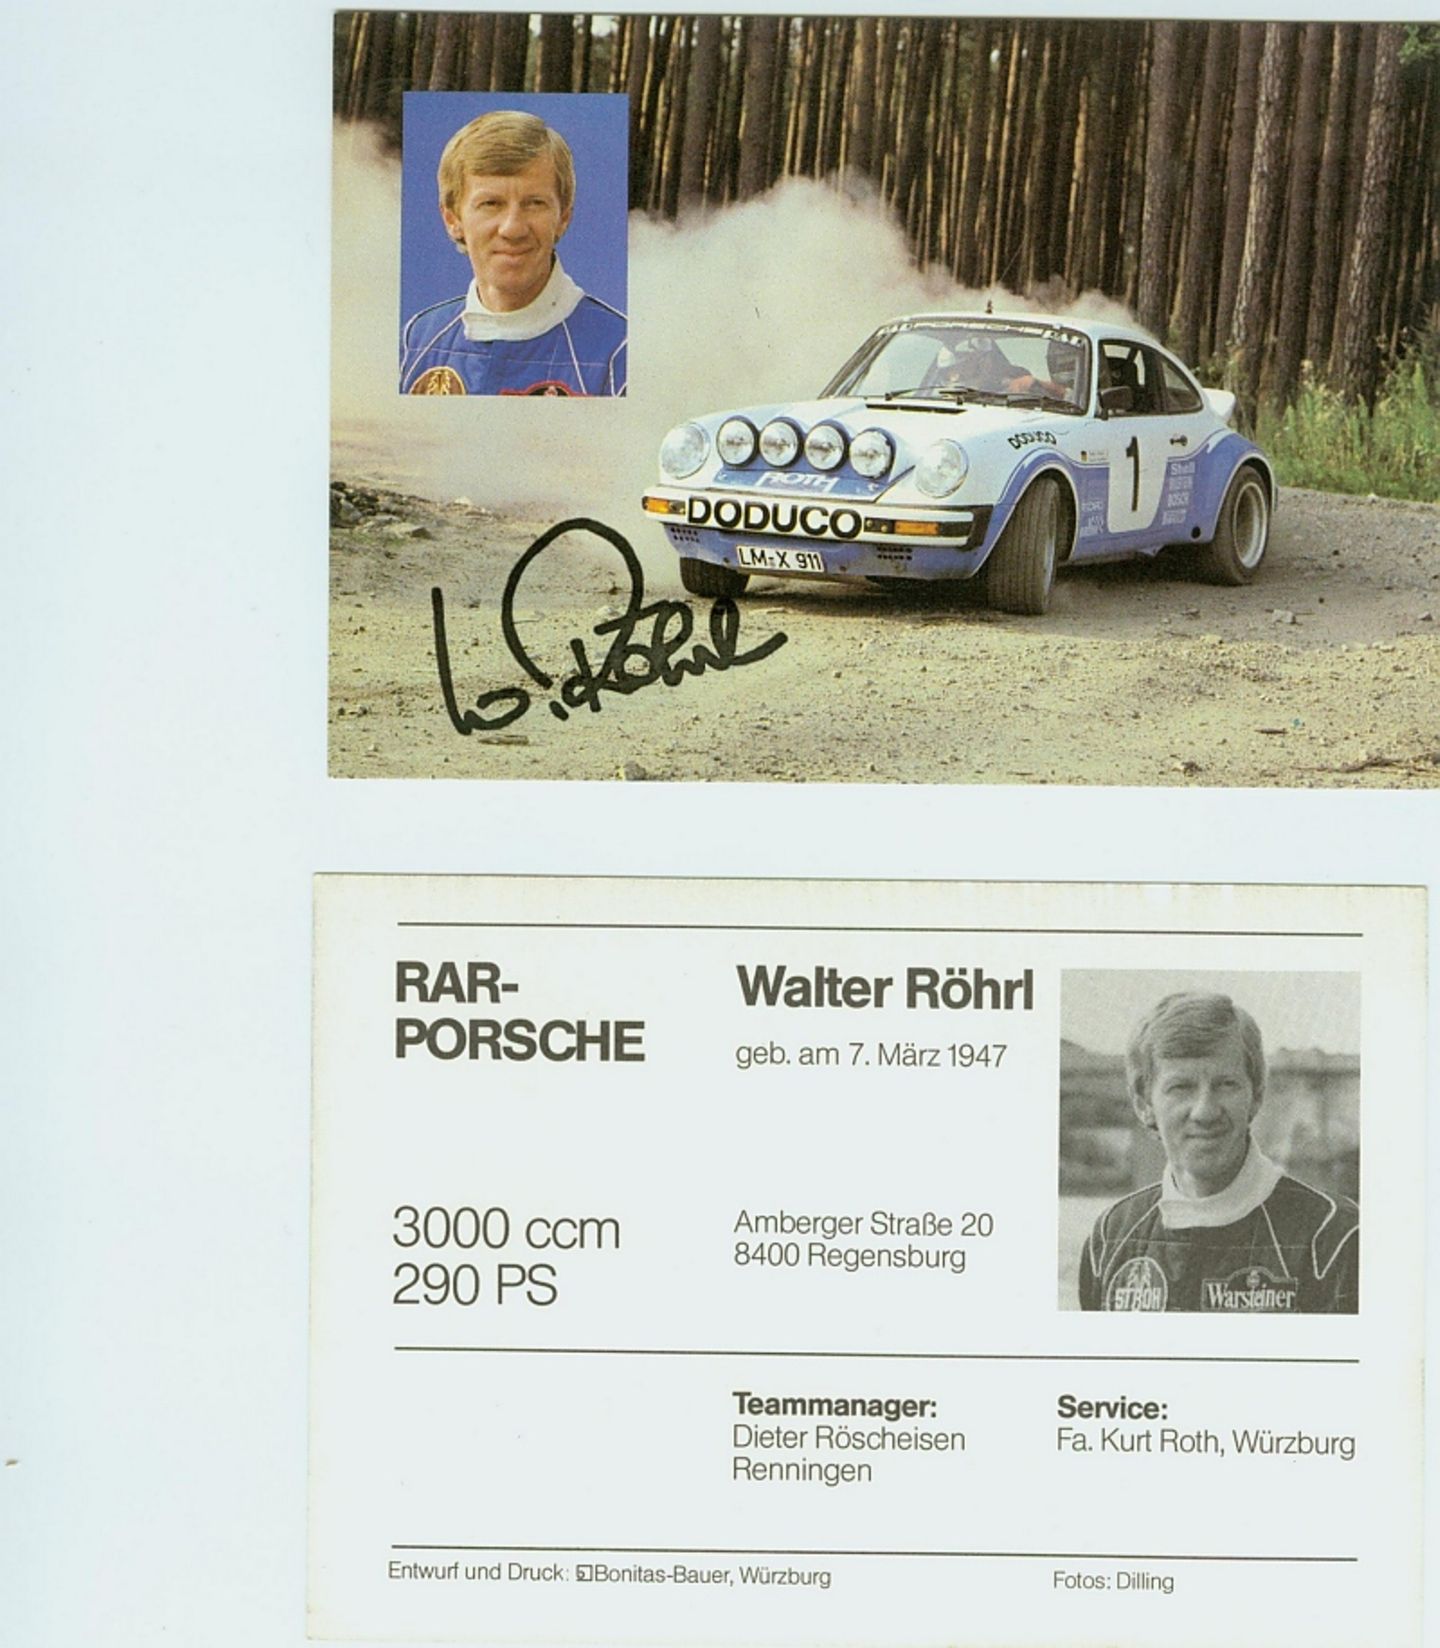 DODUCO
ROTH
DODUCO
LM-X 911
1
Shell
BOSCH
W. Röhrl
RAR-
PORSCHE
Walter Röhrl
geb. am 7. März 1947
3000 ccm
290 PS
Amberger Straße 20
8400 Regensburg
STROH
Warsteiner
Teammanager:
Dieter Röscheisen
Renningen
Service:
Fa. Kurt Roth, Würzburg
Entwurf und Druck: Bonitas-Bauer, Würzburg
Fotos: Dilling